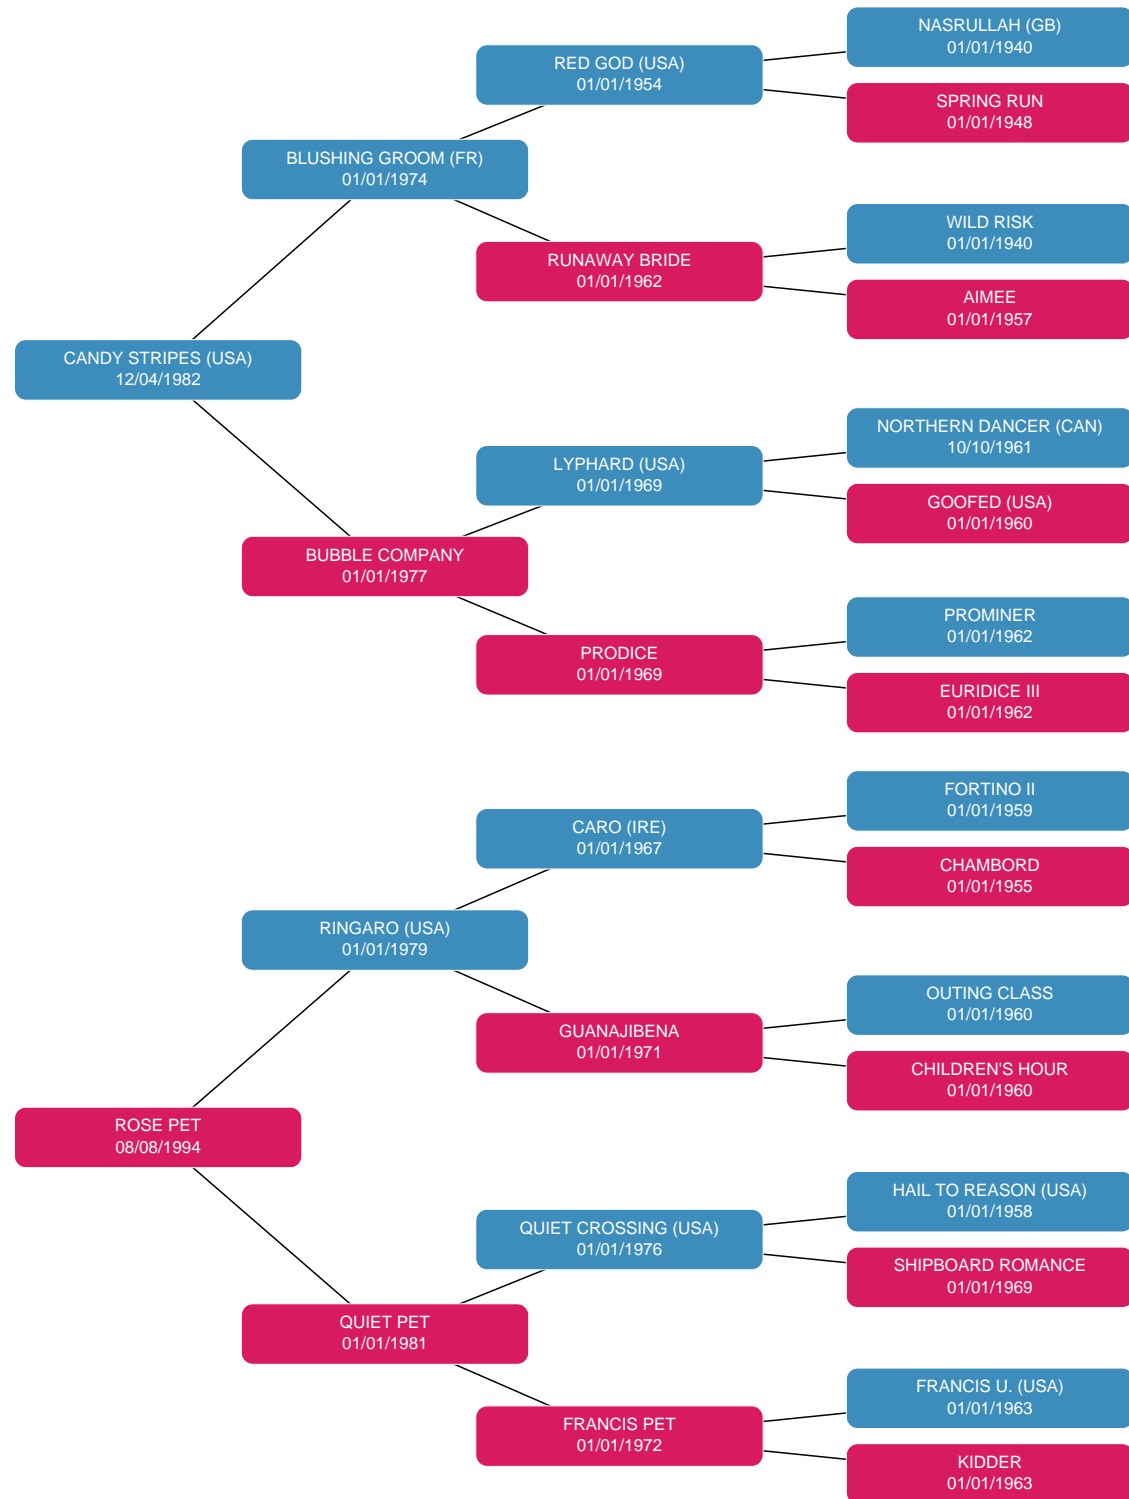 NASRULLAH (GB)
01/01/1940
RED GOD (USA)
01/01/1954
SPRING RUN
01/01/1948
BLUSHING GROOM (FR)
01/01/1974
WILD RISK
01/01/1940
RUNAWAY BRIDE
01/01/1962
AIMEE
01/01/1957
CANDY STRIPES (USA)
12/04/1982
NORTHERN DANCER (CAN)
10/10/1961
LYPHARD (USA)
01/01/1969
GOOFED (USA)
01/01/1960
BUBBLE COMPANY
01/01/1977
PROMINER
01/01/1962
PRODICE
01/01/1969
EURIDICE III
01/01/1962
FORTINO II
01/01/1959
CARO (IRE)
01/01/1967
CHAMBORD
01/01/1955
RINGARO (USA)
01/01/1979
OUTING CLASS
01/01/1960
GUANAJIBENA
01/01/1971
CHILDREN'S HOUR
01/01/1960
ROSE PET
08/08/1994
HAIL TO REASON (USA)
01/01/1958
QUIET CROSSING (USA)
01/01/1976
SHIPBOARD ROMANCE
01/01/1969
QUIET PET
01/01/1981
FRANCIS U. (USA)
01/01/1963
FRANCIS PET
01/01/1972
KIDDER
01/01/1963